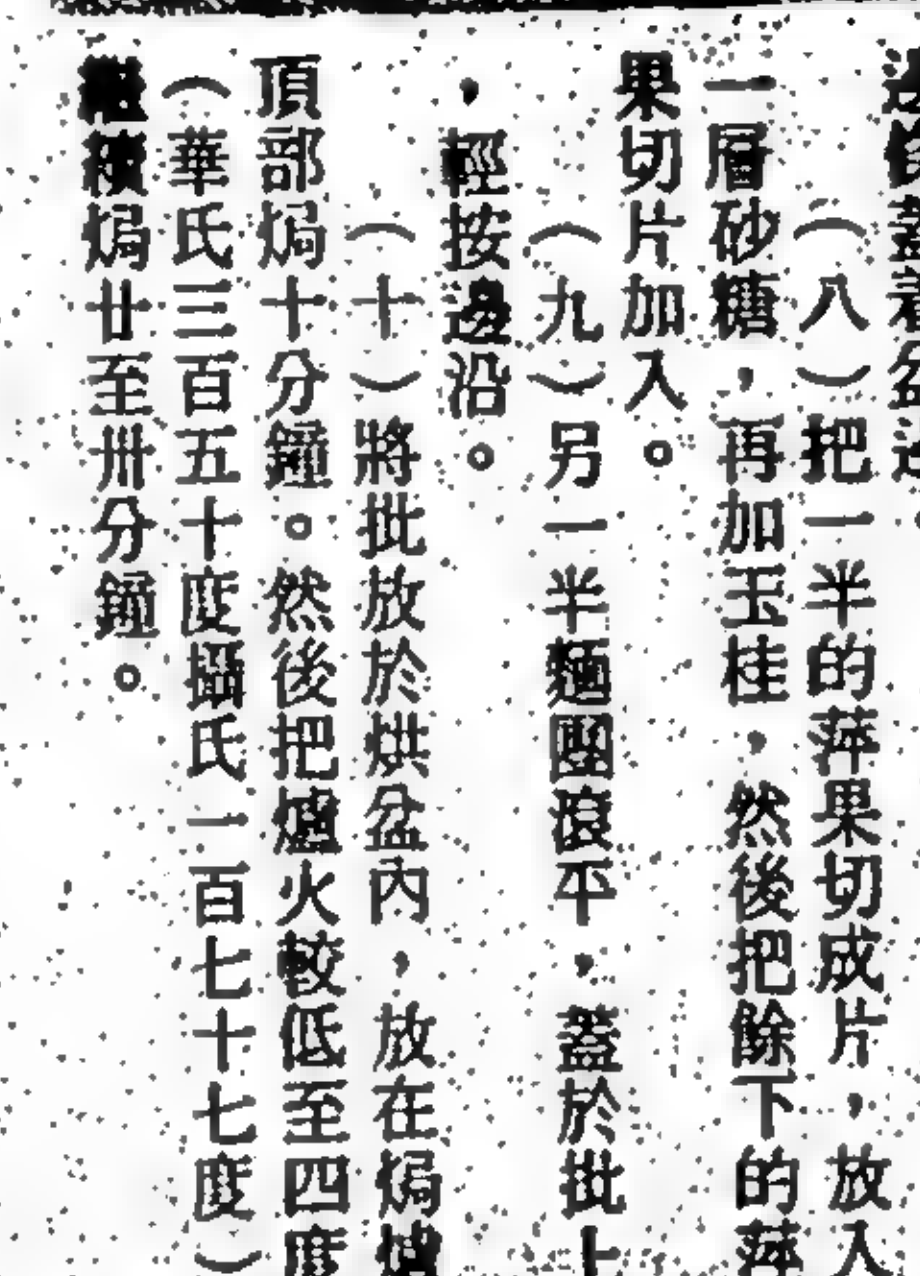 （八）把一半的萍果切成片，放入
一層砂糖，再加玉桂，然後把餘下的萍
果切片加入。
（九）另一半麵團滾平，蓋於批上
，輕按邊沿。
（十）將批放於烘盆內，放在焗爐
頂部焗十分鐘。然後把爐火較低至四度
（華氏三百五十度攝氏一百七十七度）
繼續焗廿至卅分鐘。